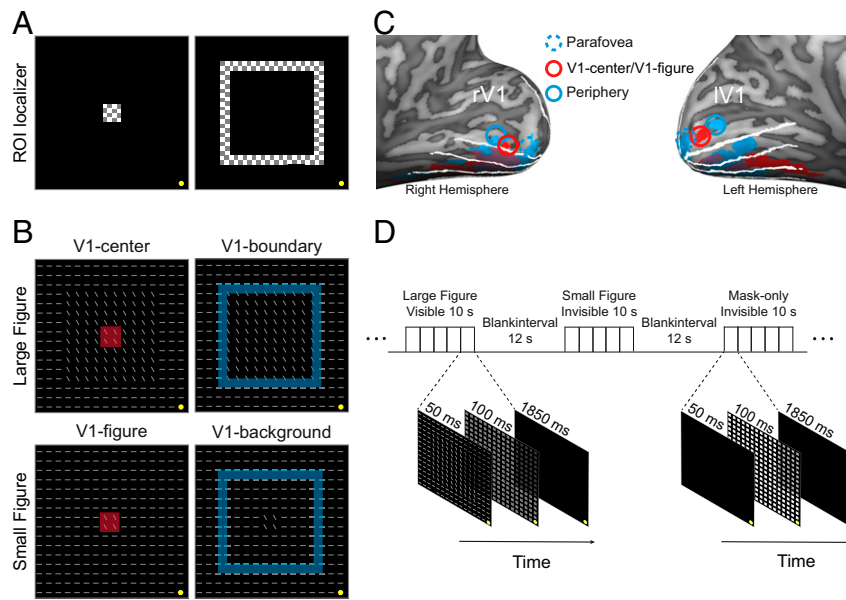 A
ROI localizer
B
V1-center
V1-boundary
Large Figure
V1-figure
V1-background
Small Figure
C
Parafovea
V1-center/V1-figure
Periphery
rV1
lV1
Right Hemisphere
Left Hemisphere
D
Large Figure
Visible 10 s
Blankinterval
12 s
Small Figure
Invisible 10 s
Blankinterval
12 s
Mask-only
Invisible 10 s
50 ms
100 ms
1850 ms
Time
50 ms
100 ms
1850 ms
Time